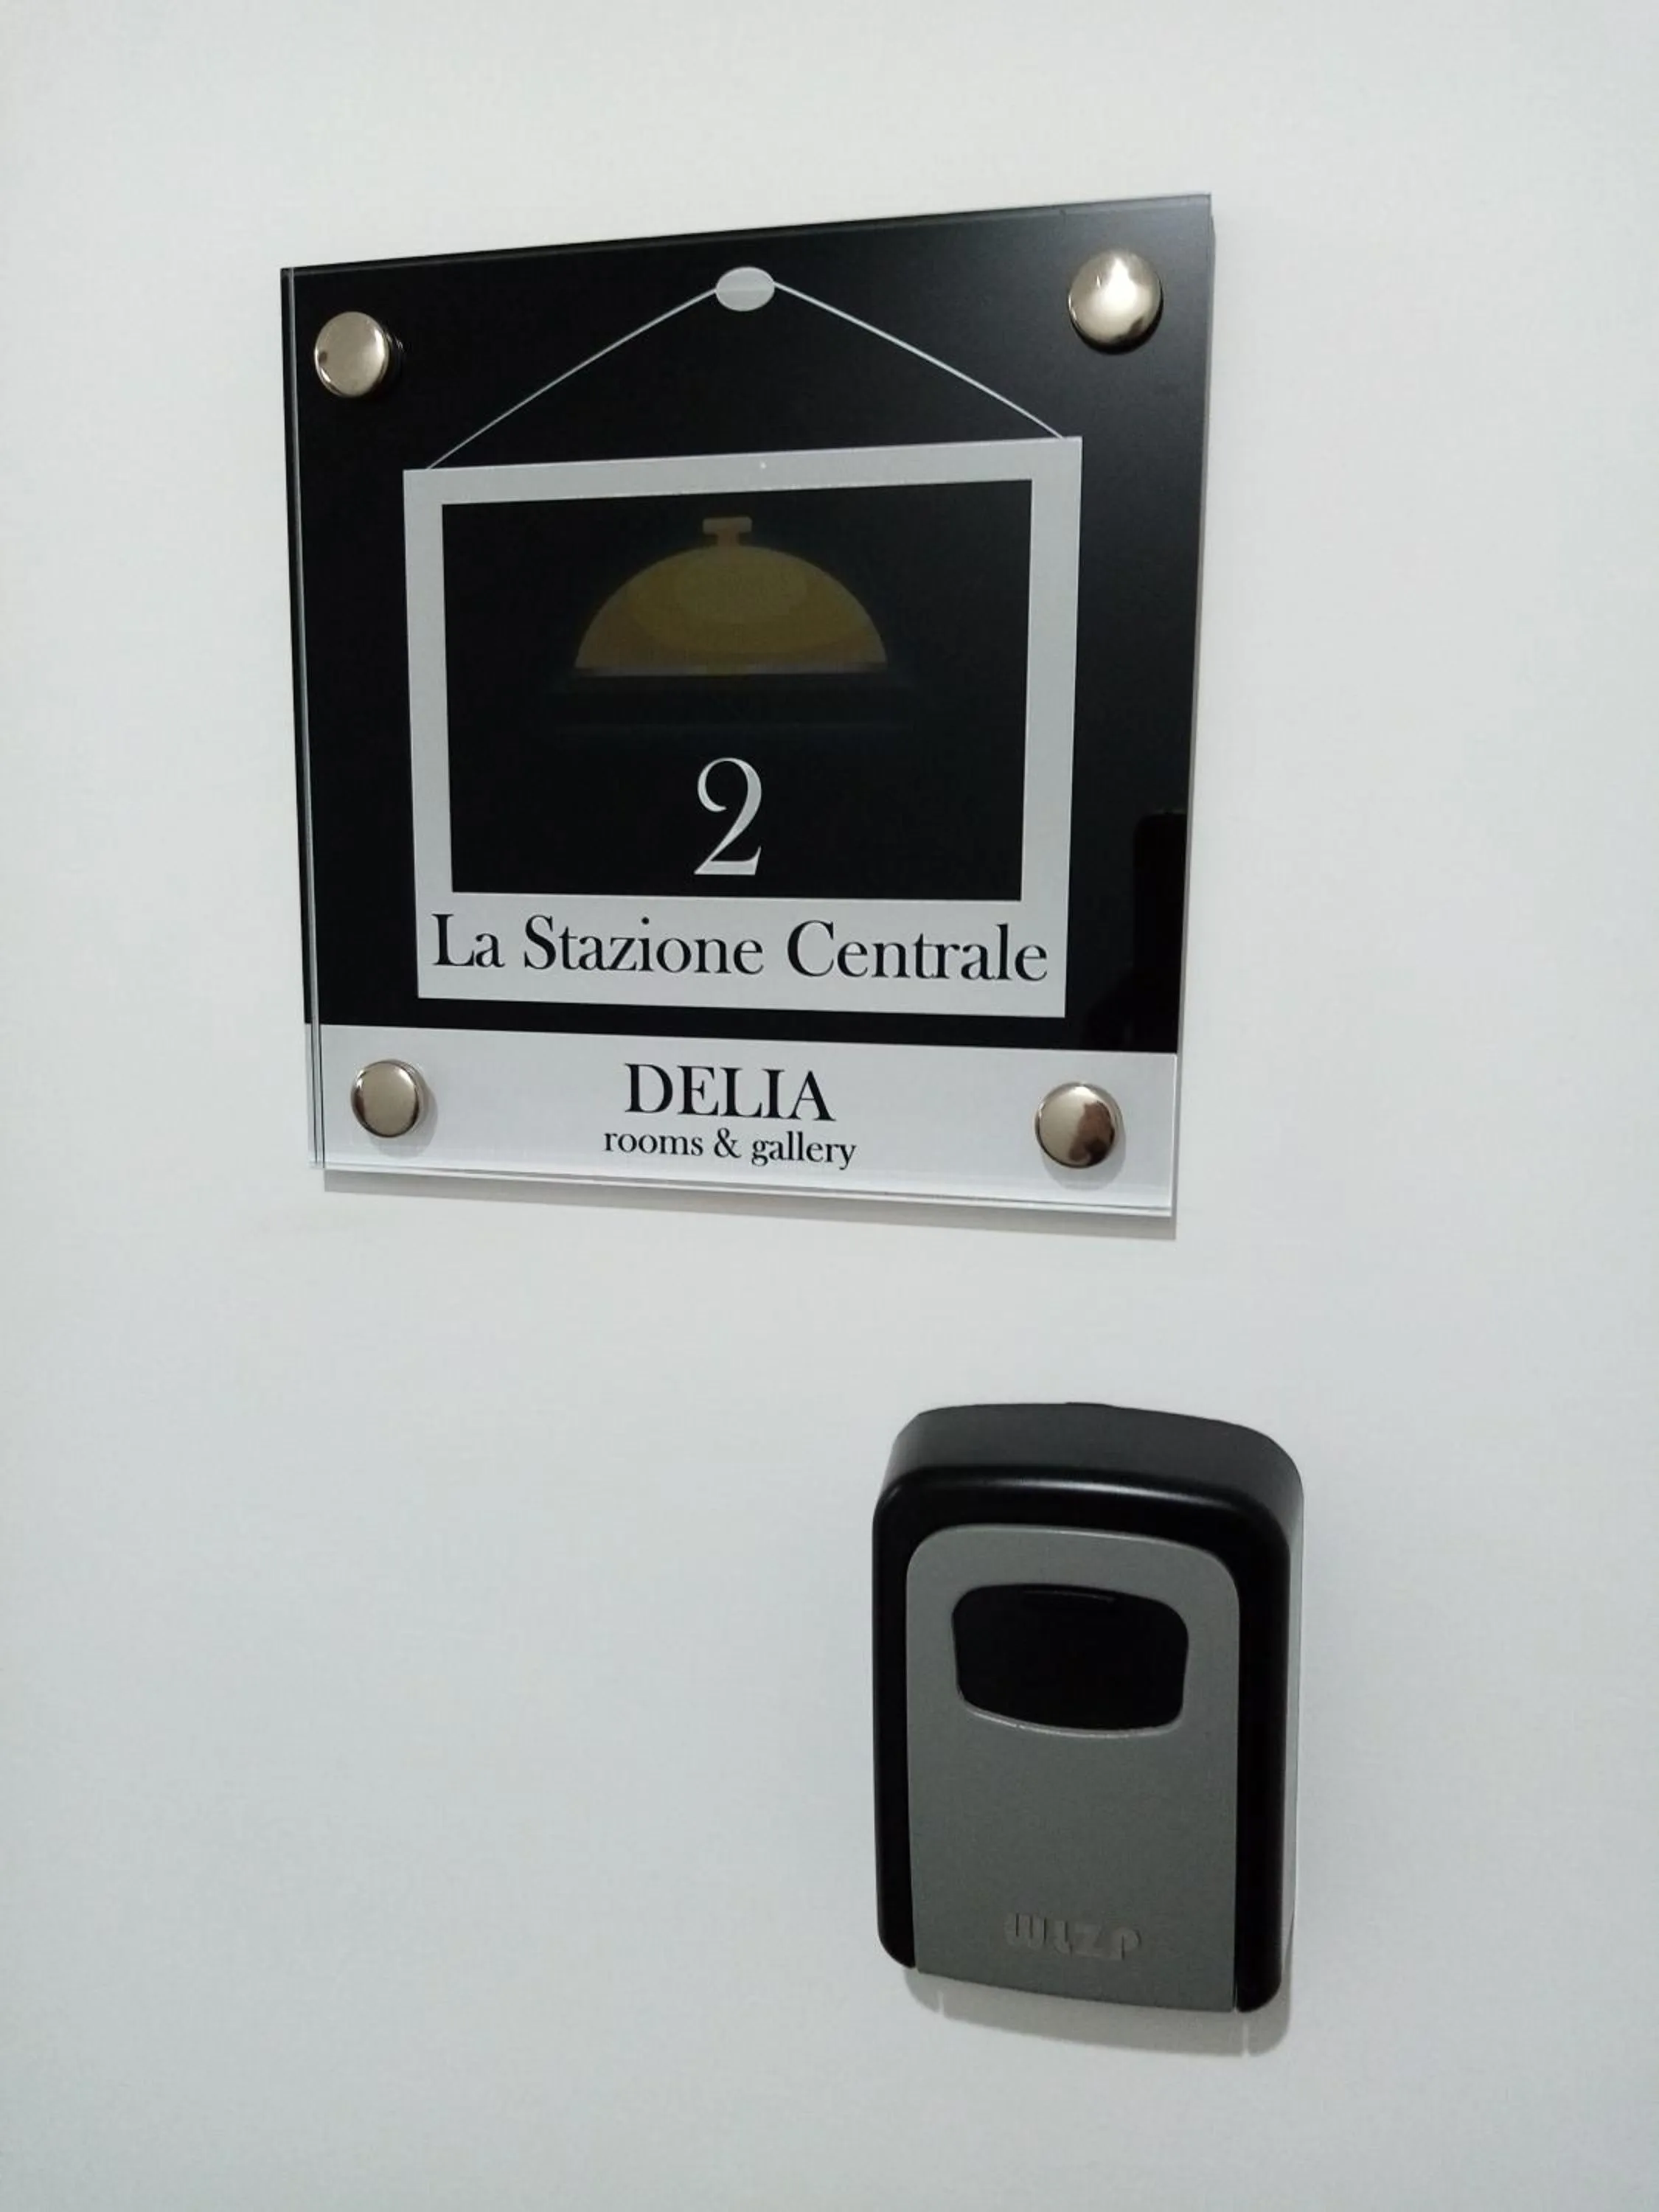 2
La Stazione Centrale
DELIA
rooms & gallery